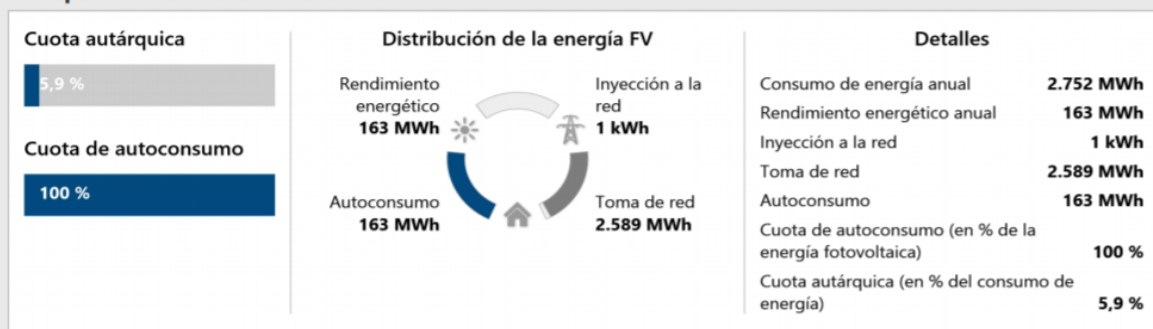 Cuota autárquica
5,9 %
Cuota de autoconsumo
100 %
Distribución de la energía FV
Rendimiento
energético
163 MWh
Inyección a la
red
1 kWh
Autoconsumo
163 MWh
Toma de red
2.589 MWh
Detalles
Consumo de energía anual 2.752 MWh
Rendimiento energético anual 163 MWh
Inyección a la red 1 kWh
Toma de red 2.589 MWh
Autoconsumo 163 MWh
Cuota de autoconsumo (en % de la
energía fotovoltaica) 100 %
Cuota autárquica (en % del consumo de
energía) 5,9 %